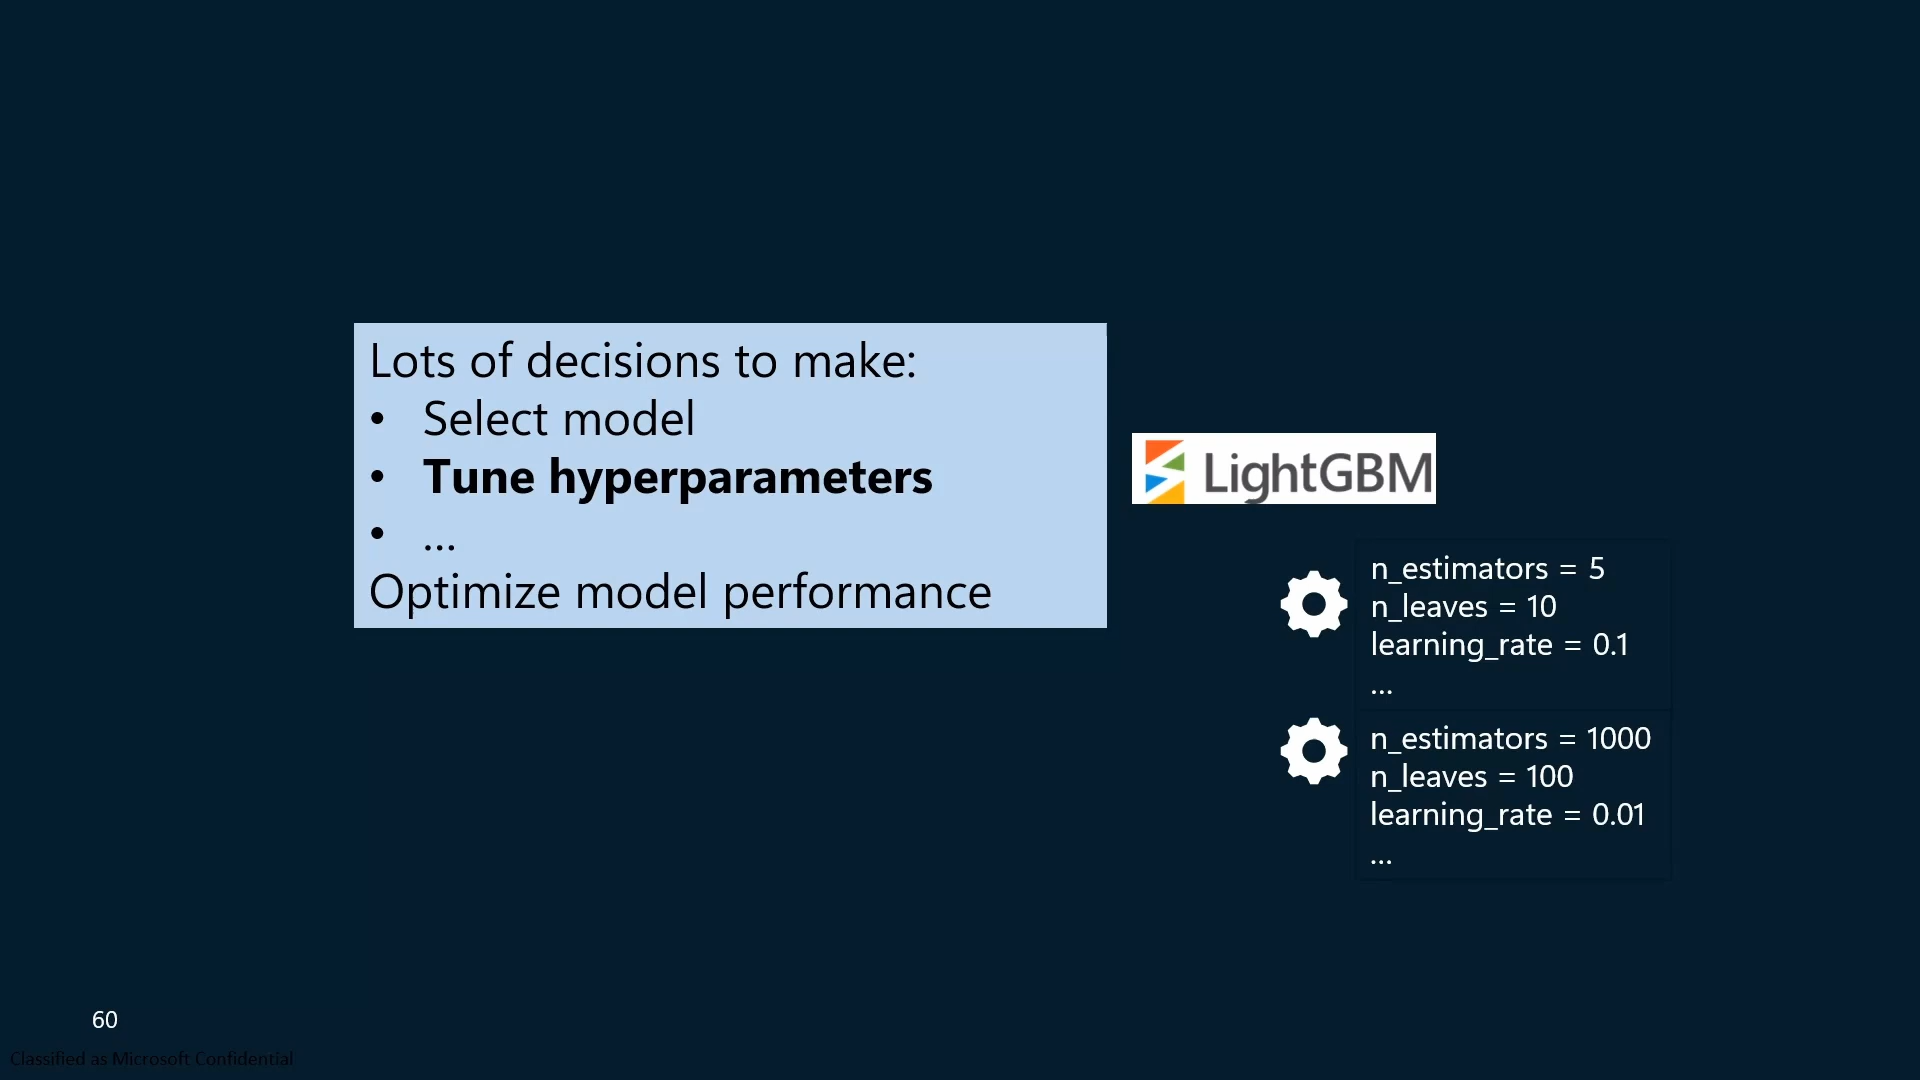 Lots of decisions to make:
• Select model
• Tune hyperparameters
• ...
Optimize model performance
LightGBM
n_estimators = 5
n_leaves = 10
learning_rate = 0.1
...
n_estimators = 1000
n_leaves = 100
learning_rate = 0.01
...
60
Classified as Microsoft Confidential